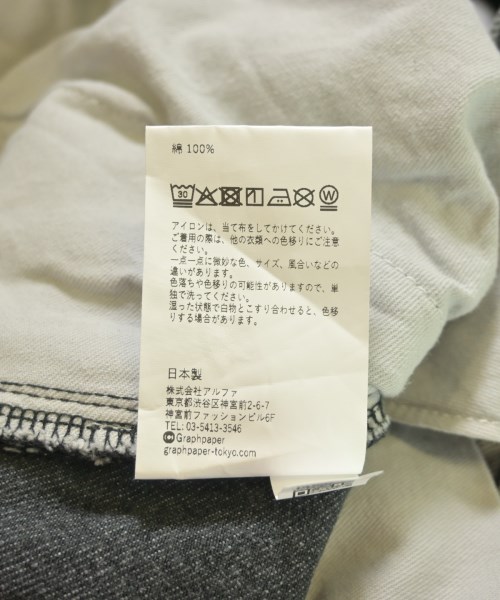 綿 100%
30
W
アイロンは、当て布をしてかけてください。
ご着用の際は、他の衣類への色移りにご注意
ください。
一点一点に微妙な色、サイズ、風合いなどの
違いがあります。
色落ちや色移りの可能性がありますので、単
独で洗ってください。
湿った状態で白物とこすり合わせると、色移
りする場合があります。
日本製
株式会社アルファ
東京都渋谷区神宮前2-6-7
神宮前ファッションビル6F
TEL: 03-5413-3546
Graphpaper
graphpaper-tokyo.com